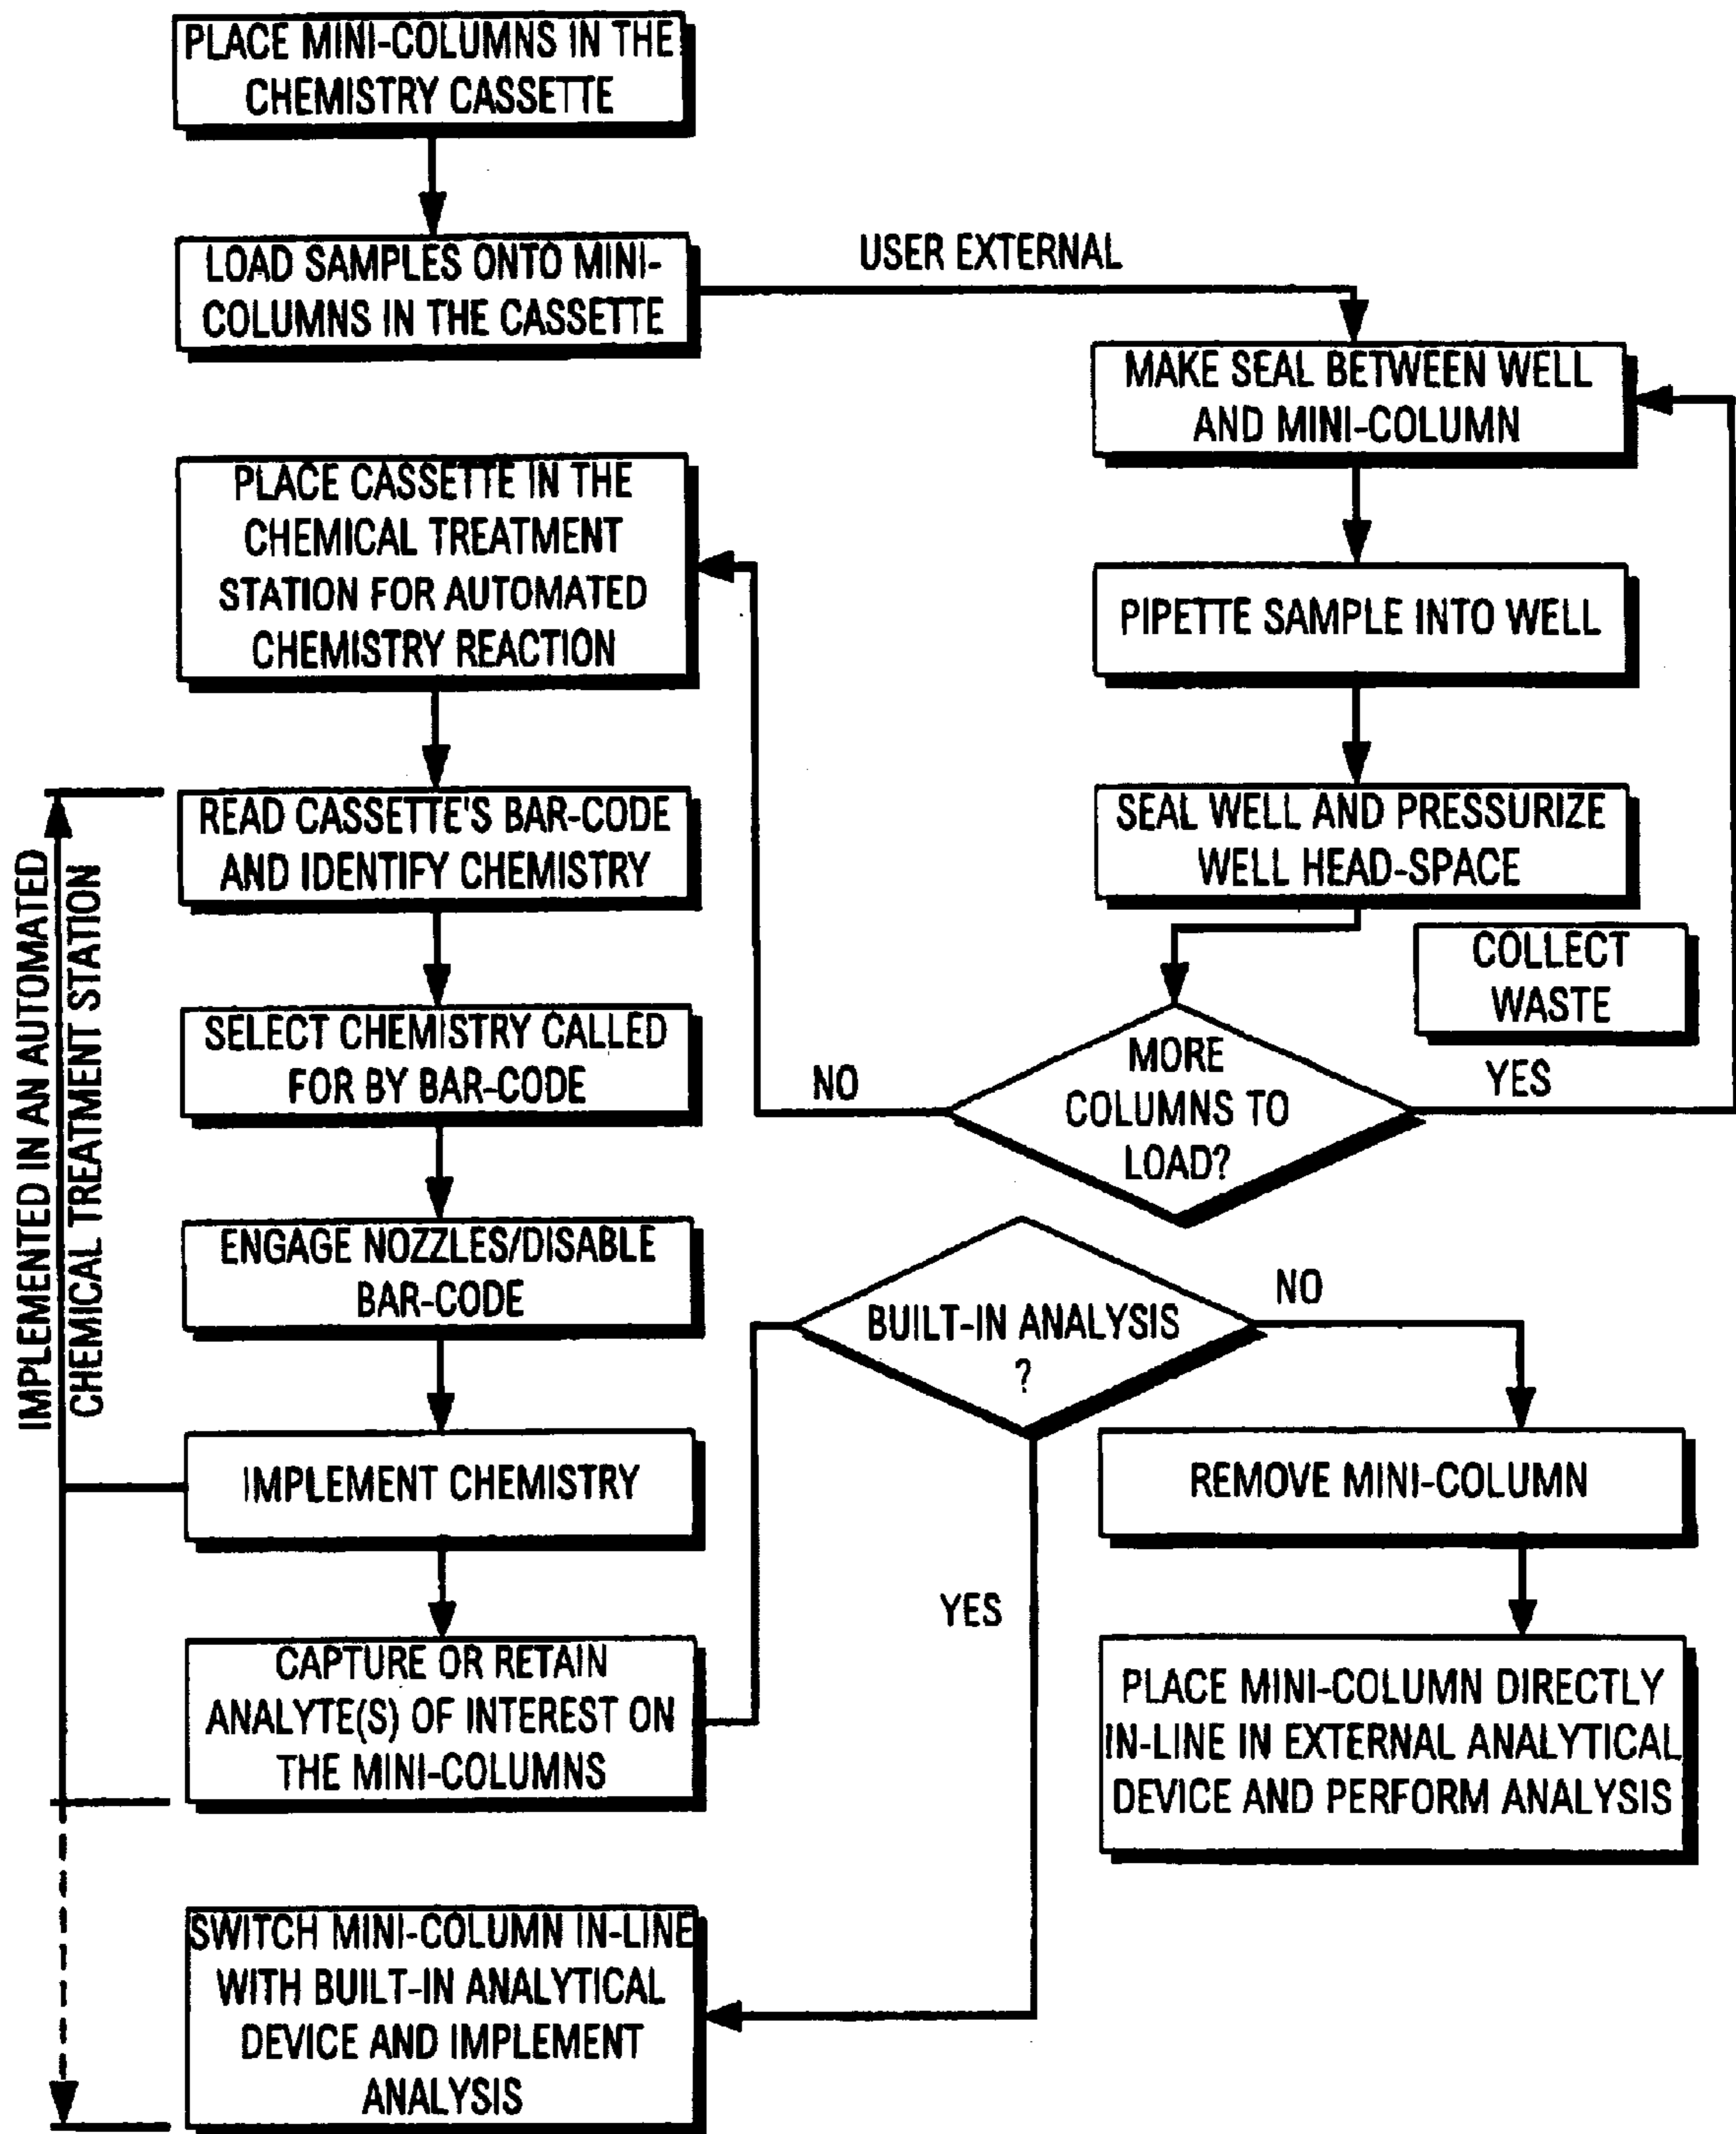 PLACE MINI-COLUMNS IN THE
CHEMISTRY CASSETTE
LOAD SAMPLES ONTO MINI-
COLUMNS IN THE CASSETTE
USER EXTERNAL
MAKE SEAL BETWEEN WELL
AND MINI-COLUMN
PIPETTE SAMPLE INTO WELL
SEAL WELL AND PRESSURIZE
WELL HEAD-SPACE
COLLECT
WASTE
MORE
COLUMNS TO
LOAD?
YES
NO
PLACE CASSETTE IN THE
CHEMICAL TREATMENT
STATION FOR AUTOMATED
CHEMISTRY REACTION
IMPLEMENTED IN AN AUTOMATED
CHEMICAL TREATMENT STATION
READ CASSETTE'S BAR-CODE
AND IDENTIFY CHEMISTRY
SELECT CHEMISTRY CALLED
FOR BY BAR-CODE
ENGAGE NOZZLES/DISABLE
BAR-CODE
IMPLEMENT CHEMISTRY
CAPTURE OR RETAIN
ANALYTE(S) OF INTEREST ON
THE MINI-COLUMNS
BUILT-IN ANALYSIS
?
NO
REMOVE MINI-COLUMN
PLACE MINI-COLUMN DIRECTLY
IN-LINE IN EXTERNAL ANALYTICAL
DEVICE AND PERFORM ANALYSIS
YES
SWITCH MINI-COLUMN IN-LINE
WITH BUILT-IN ANALYTICAL
DEVICE AND IMPLEMENT
ANALYSIS